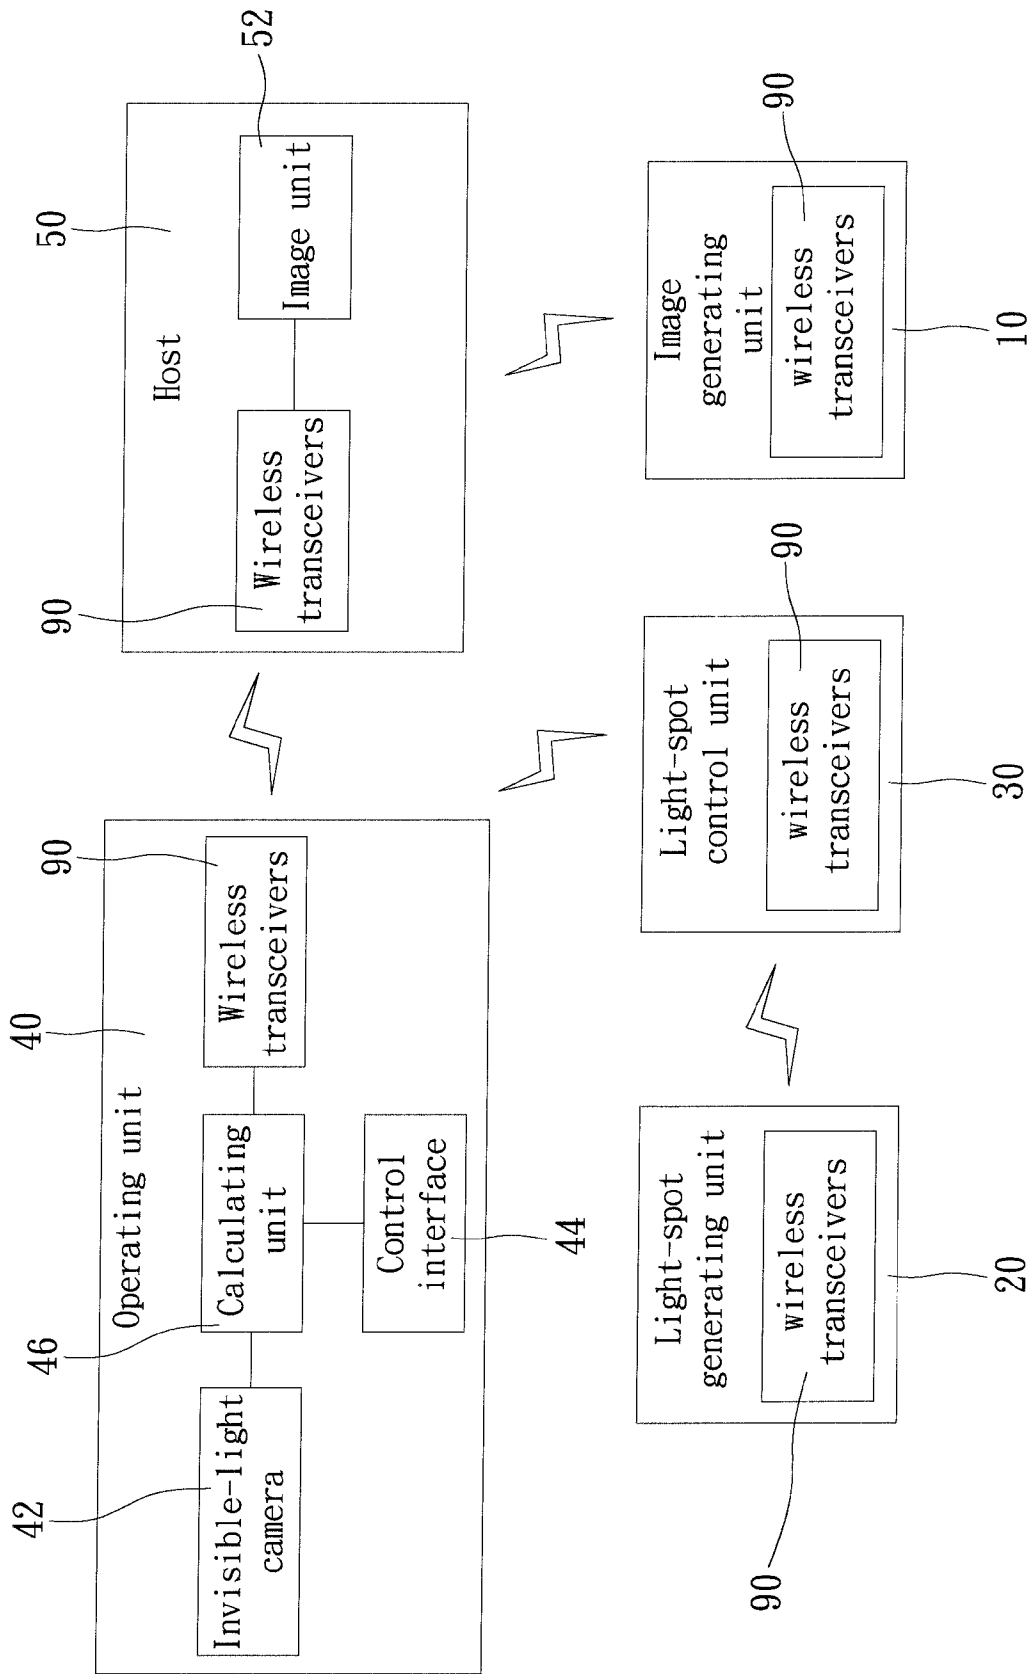 Operating unit
40
Invisible-light
camera
42
Calculating
unit
46
Wireless
transceivers
90
Control
interface
44
Host
50
Wireless
transceivers
90
Image unit
52
Light-spot
generating unit
wireless
transceivers
90
20
Light-spot
control unit
wireless
transceivers
90
30
Image
generating
unit
wireless
transceivers
90
10